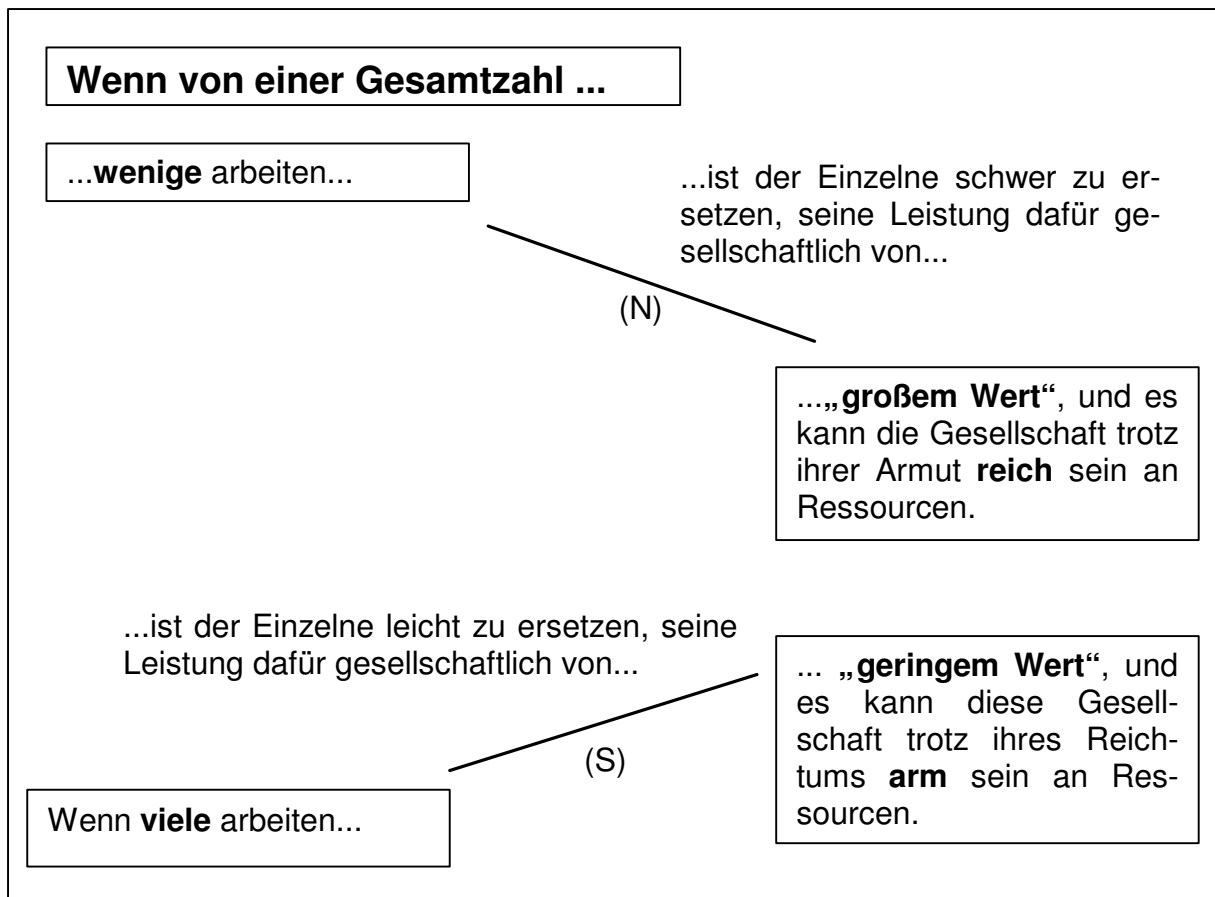 Wenn von einer Gesamtzahl ...
...wenige arbeiten...
...ist der Einzelne schwer zu er-
setzen, seine Leistung dafür ge-
sellschaftlich von...
(N)
...„großem Wert“, und es
kann die Gesellschaft trotz
ihrer Armut reich sein an
Ressourcen.
...ist der Einzelne leicht zu ersetzen, seine
Leistung dafür gesellschaftlich von...
... „geringem Wert“, und
es kann diese Gesell-
schaft trotz ihres Reich-
tums arm sein an Res-
sourcen.
(S)
Wenn viele arbeiten...